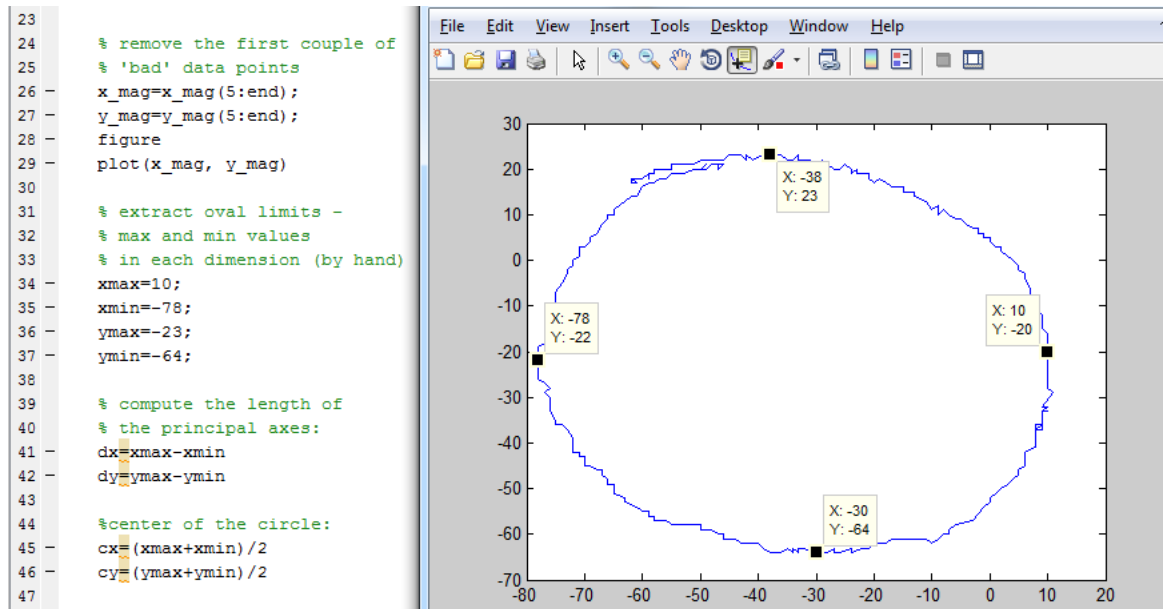 23
24 % remove the first couple of
25 % 'bad' data points
26 – x_mag=x_mag(5:end);
27 – y_mag=y_mag(5:end);
28 – figure
29 – plot(x_mag, y_mag)
30
31 % extract oval limits -
32 % max and min values
33 % in each dimension (by hand)
34 – xmax=10;
35 – xmin=-78;
36 – ymax=-23;
37 – ymin=-64;
38
39 % compute the length of
40 % the principal axes:
41 – dx=xmax-xmin
42 – dy=ymax-ymin
43
44 %center of the circle:
45 – cx=(xmax+xmin)/2
46 – cy=(ymax+ymin)/2
47
File Edit View Insert Tools Desktop Window Help
30
20
10
0
-10
-20
-30
-40
-50
-60
-70
X: -38
Y: 23
X: -78
Y: -22
X: 10
Y: -20
X: -30
Y: -64
-80 -70 -60 -50 -40 -30 -20 -10 0 10 20